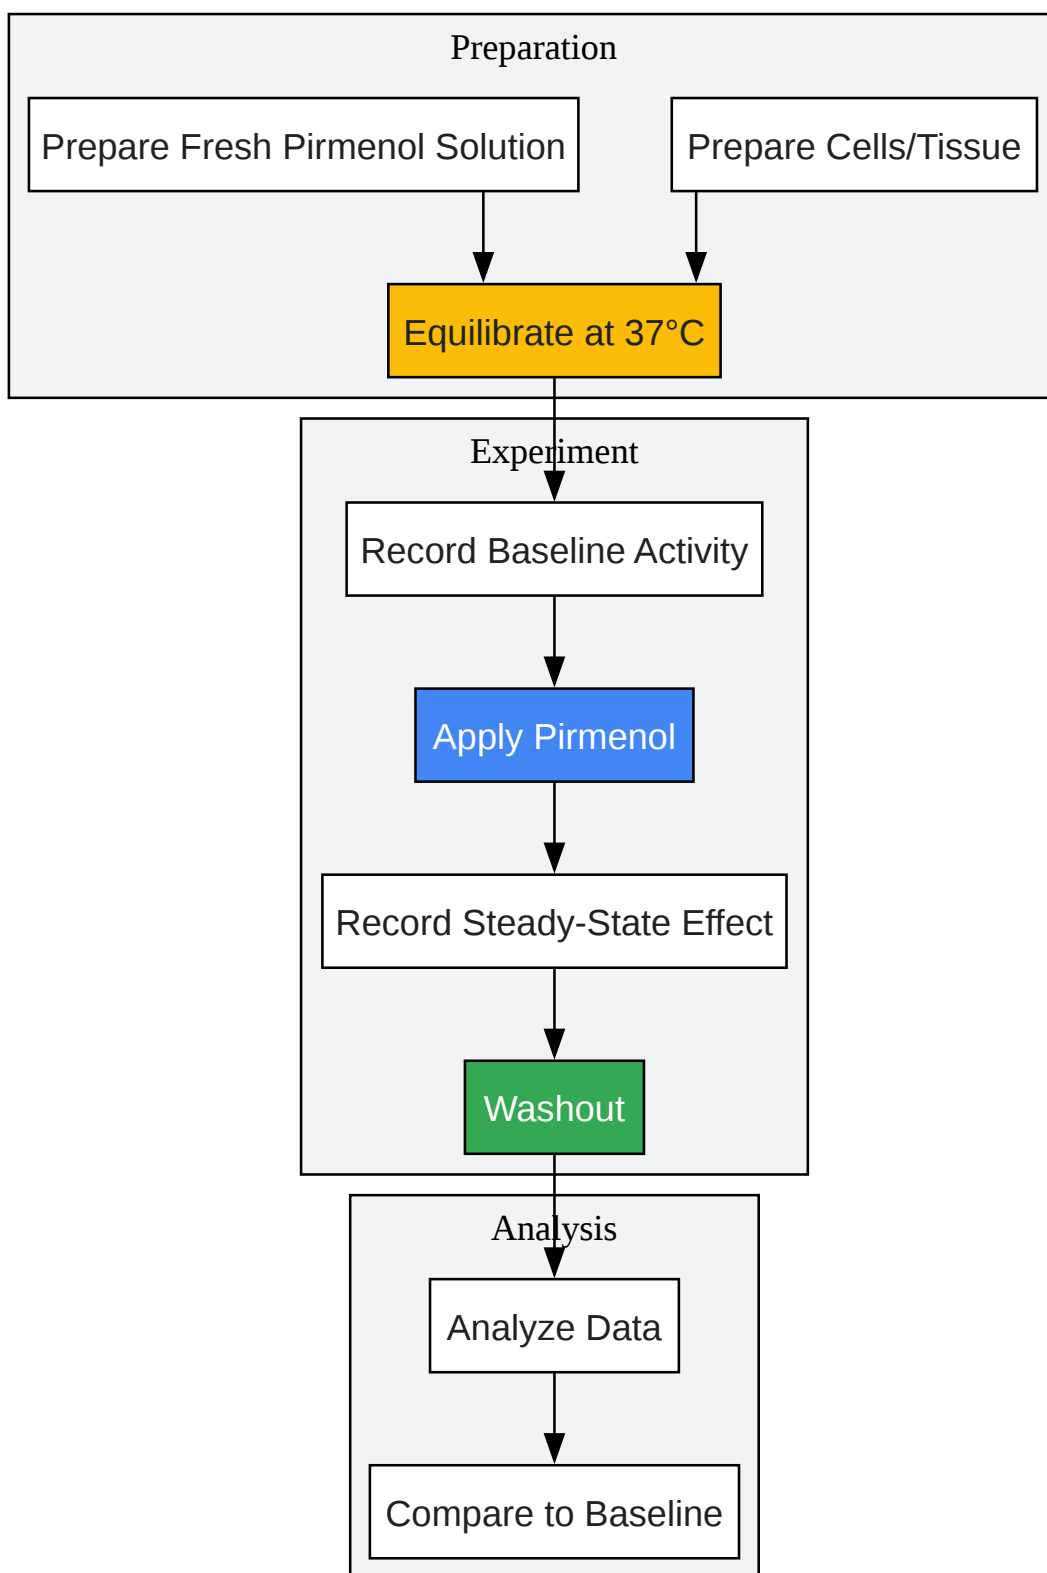 Preparation
Prepare Fresh Pirmenol Solution
Prepare Cells/Tissue
Equilibrate at 37°C
Experiment
Record Baseline Activity
Apply Pirmenol
Record Steady-State Effect
Washout
Analysis
Analyze Data
Compare to Baseline